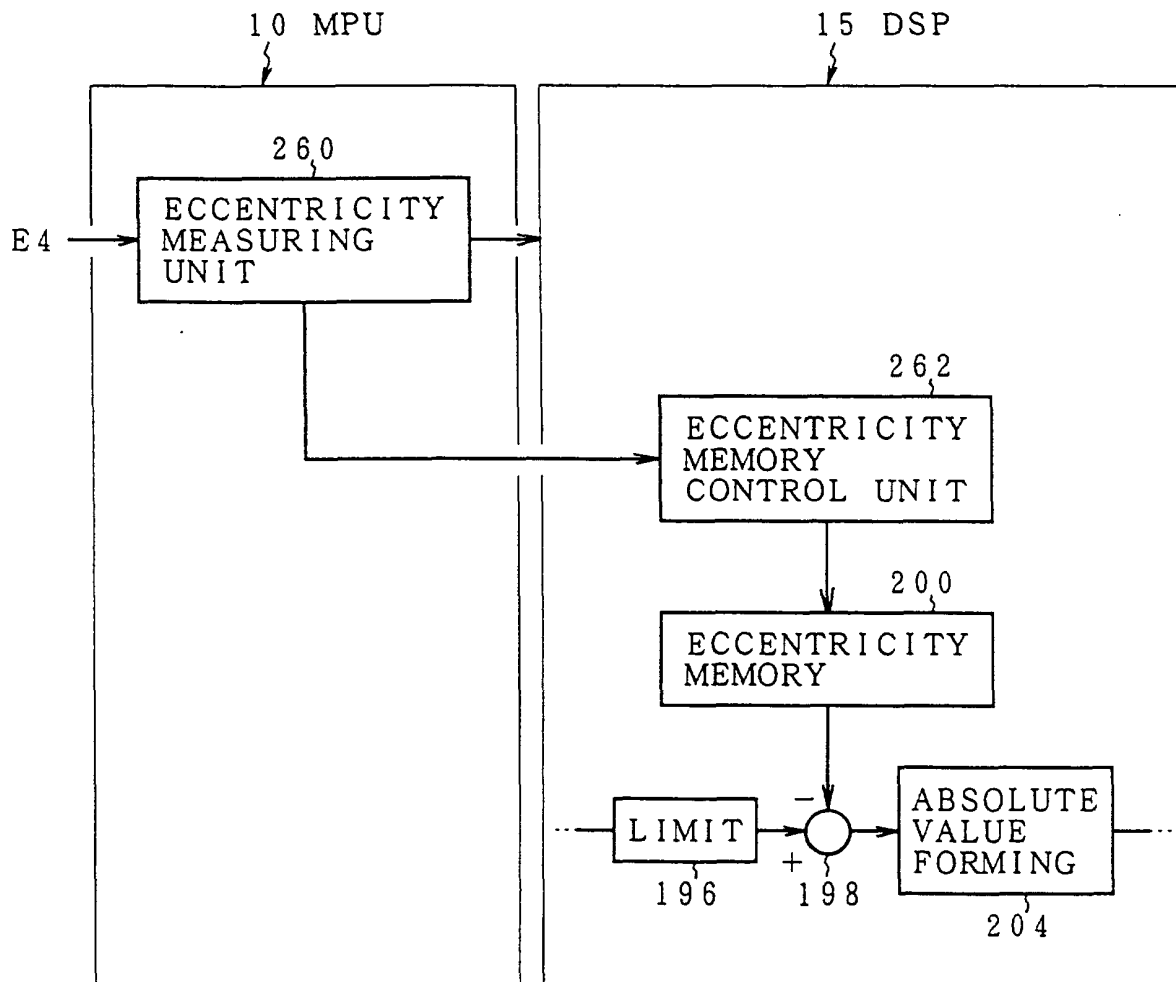 10 MPU
15 DSP
260
ECCENTRICITY
MEASURING
UNIT
E4
262
ECCENTRICITY
MEMORY
CONTROL UNIT
200
ECCENTRICITY
MEMORY
−
LIMIT
+
196
198
ABSOLUTE
VALUE
FORMING
204